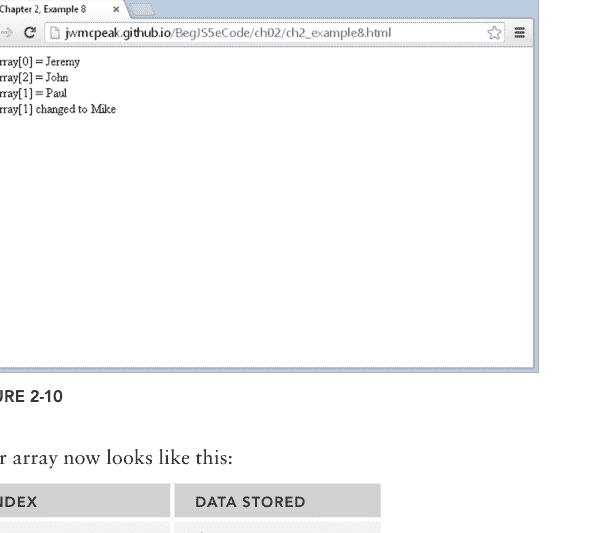 Chapter 2, Example 8
jwmcpeak.github.io/BegJS5eCode/ch02/ch2_example8.html
rray[0] = Jeremy
rray[2] = John
rray[1] = Paul
rray[1] changed to Mike
URE 2-10
r array now looks like this:
NDEX DATA STORED